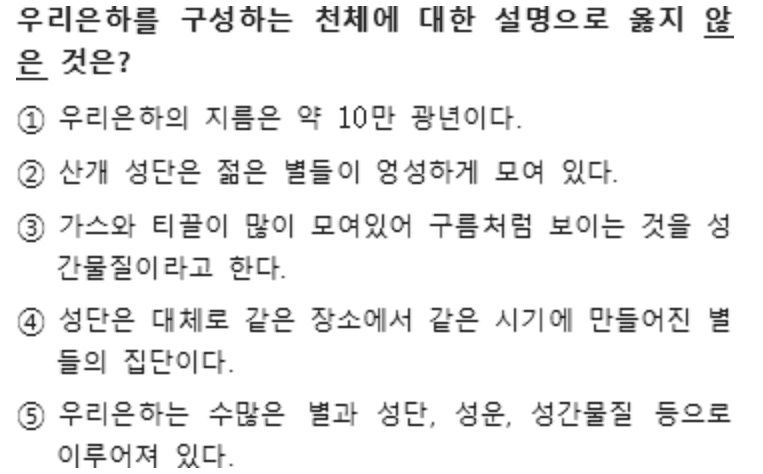 우리은하를 구성하는 천체에 대한 설명으로 옳지 않
은 것은?
① 우리은하의 지름은 약 10만 광년이다.
② 산개 성단은 젊은 별들이 엉성하게 모여 있다.
③ 가스와 티끌이 많이 모여있어 구름처럼 보이는 것을 성
간물질이라고 한다.
④ 성단은 대체로 같은 장소에서 같은 시기에 만들어진 별
들의 집단이다.
⑤ 우리은하는 수많은 별과 성단, 성운, 성간물질 등으로
이루어져 있다.